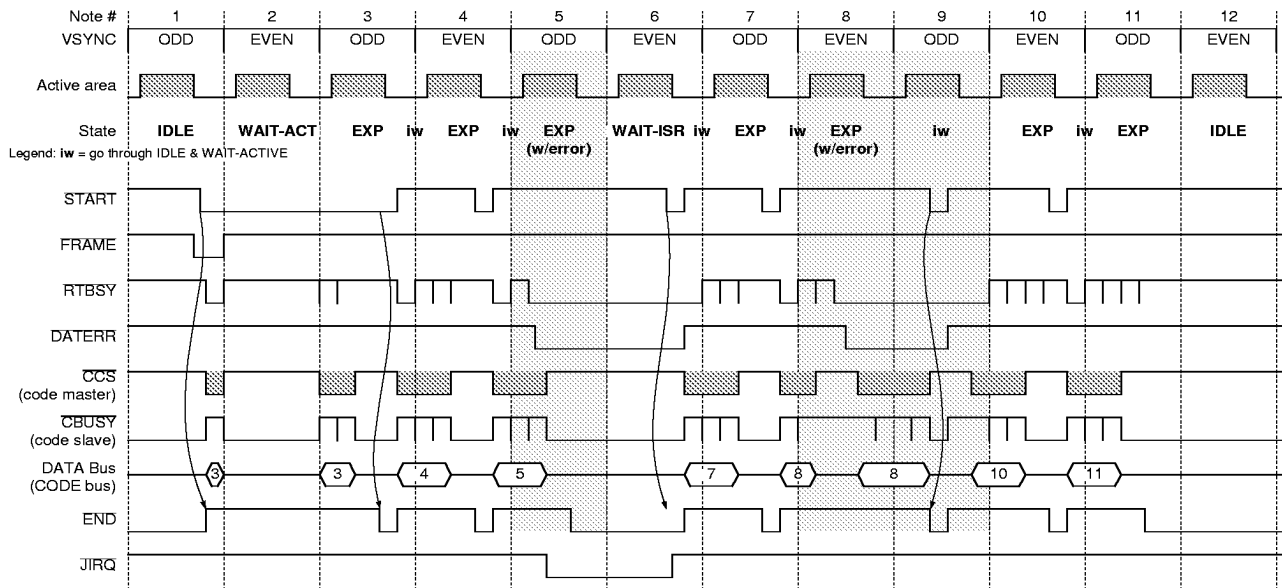 Note # 1 2 3 4 5 6 7 8 9 10 11 12
VSYNC ODD EVEN ODD EVEN ODD EVEN ODD EVEN ODD EVEN ODD EVEN
Active area
State IDLE WAIT-ACT EXP iw EXP iw EXP WAIT-ISR iw EXP iw EXP iw EXP iw EXP IDLE
(w/error) (w/error)
Legend: iw = go through IDLE & WAIT-ACTIVE
START
FRAME
RTBSY
DATERR
CCS
(code master)
CBUSY
(code slave)
DATA Bus 3 3 4 5 7 8 8 10 11
(CODE bus)
END
JIRQ